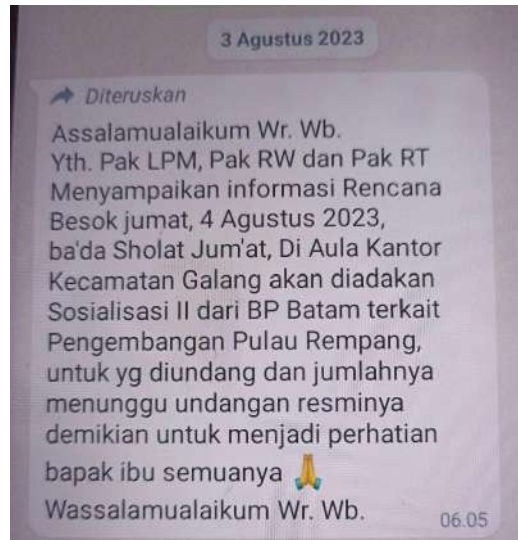 3 Agustus 2023
Diteruskan
Assalamualaikum Wr. Wb.
Yth. Pak LPM, Pak RW dan Pak RT
Menyampaikan informasi Rencana
Besok jumat, 4 Agustus 2023,
ba'da Sholat Jum'at, Di Aula Kantor
Kecamatan Galang akan diadakan
Sosialisasi II dari BP Batam terkait
Pengembangan Pulau Rempang,
untuk yg diundang dan jumlahnya
menunggu undangan resminya
demikian untuk menjadi perhatian
bapak ibu semuanya 🙏
Wassalamualaikum Wr. Wb.
06.05